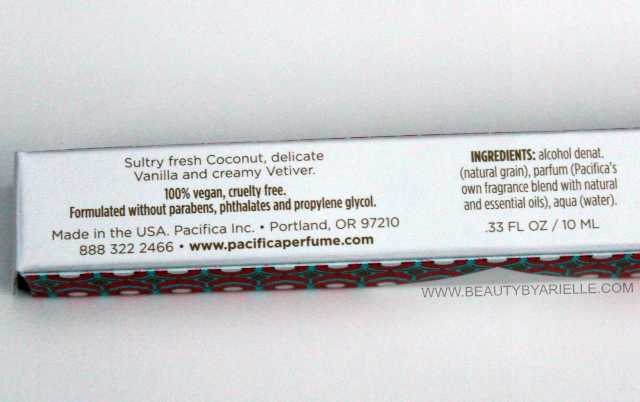 Sultry fresh Coconut, delicate
Vanilla and creamy Vetiver.
100% vegan, cruelty free.
Formulated without parabens, phthalates and propylene glycol.
Made in the USA. Pacifica Inc. • Portland, OR 97210
888 322 2466 • www.pacificaperfume.com
INGREDIENTS: alcohol denat.
(natural grain), parfum (Pacifica's
own fragrance blend with natural
and essential oils), aqua (water).
.33 FL OZ / 10 ML
WWW.BEAUTYBYARIELLE.COM